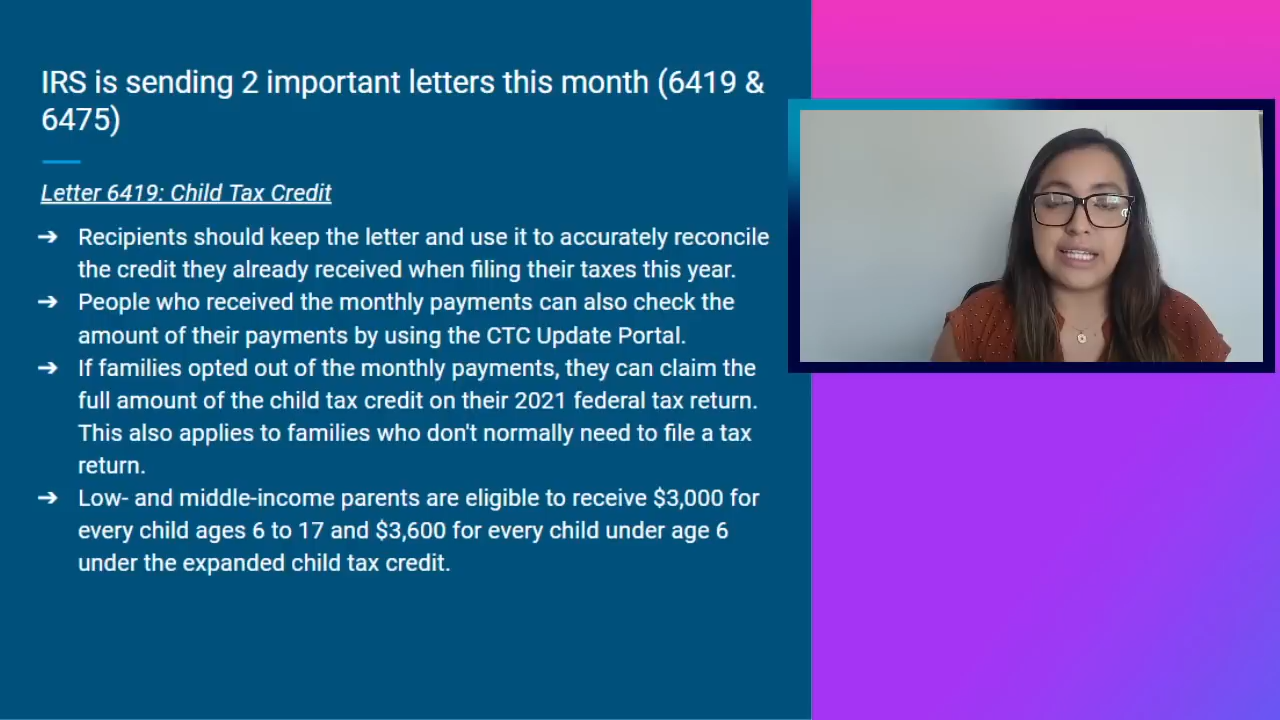 IRS is sending 2 important letters this month (6419 &
6475)
Letter 6419: Child Tax Credit
➔ Recipients should keep the letter and use it to accurately reconcile
the credit they already received when filing their taxes this year.
➔ People who received the monthly payments can also check the
amount of their payments by using the CTC Update Portal.
➔ If families opted out of the monthly payments, they can claim the
full amount of the child tax credit on their 2021 federal tax return.
This also applies to families who don't normally need to file a tax
return.
➔ Low- and middle-income parents are eligible to receive $3,000 for
every child ages 6 to 17 and $3,600 for every child under age 6
under the expanded child tax credit.